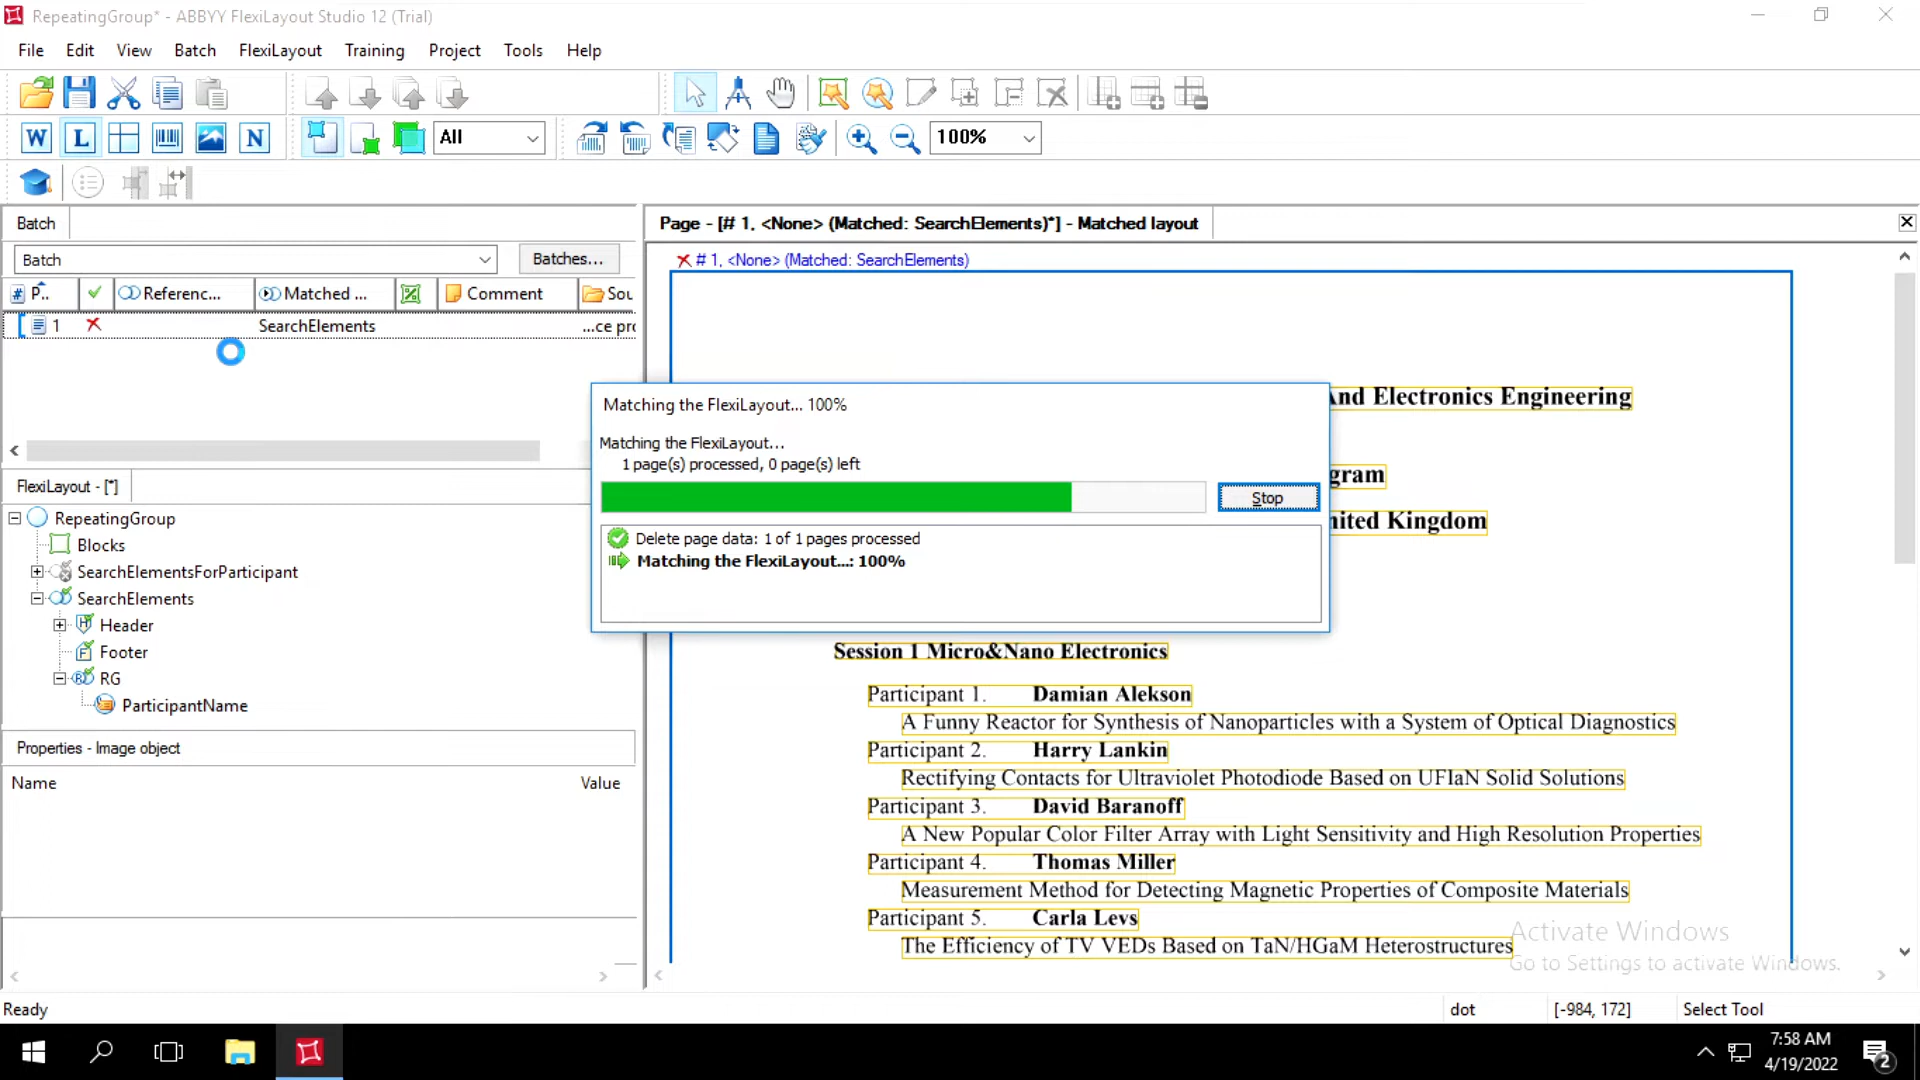 RepeatingGroup* - ABBYY FlexiLayout Studio 12 (Trial)
File Edit View Batch FlexiLayout Training Project Tools Help
All
100%
W L N
Batch
Page - [# 1, <None> (Matched: SearchElements)*] - Matched layout
Batch
Batches...
# 1, <None> (Matched: SearchElements)
# P.. Referenc... Matched ... Comment Sou
1 SearchElements ...ce pro
And Electronics Engineering
gram
nited Kingdom
Matching the FlexiLayout... 100%
Matching the FlexiLayout...
1 page(s) processed, 0 page(s) left
Stop
Delete page data: 1 of 1 pages processed
Matching the FlexiLayout...: 100%
FlexiLayout - [*]
RepeatingGroup
Blocks
SearchElementsForParticipant
SearchElements
Header
Footer
RG
ParticipantName
Properties - Image object
Name Value
Session 1 Micro&Nano Electronics
Participant 1. Damian Alekson
A Funny Reactor for Synthesis of Nanoparticles with a System of Optical Diagnostics
Participant 2. Harry Lankin
Rectifying Contacts for Ultraviolet Photodiode Based on UFIaN Solid Solutions
Participant 3. David Baranoff
A New Popular Color Filter Array with Light Sensitivity and High Resolution Properties
Participant 4. Thomas Miller
Measurement Method for Detecting Magnetic Properties of Composite Materials
Participant 5. Carla Levs
The Efficiency of TV VEDs Based on TaN/HGaM Heterostructures
Activate Windows
Go to Settings to activate Windows.
Ready
dot [-984, 172] Select Tool
7:58 AM
4/19/2022
2